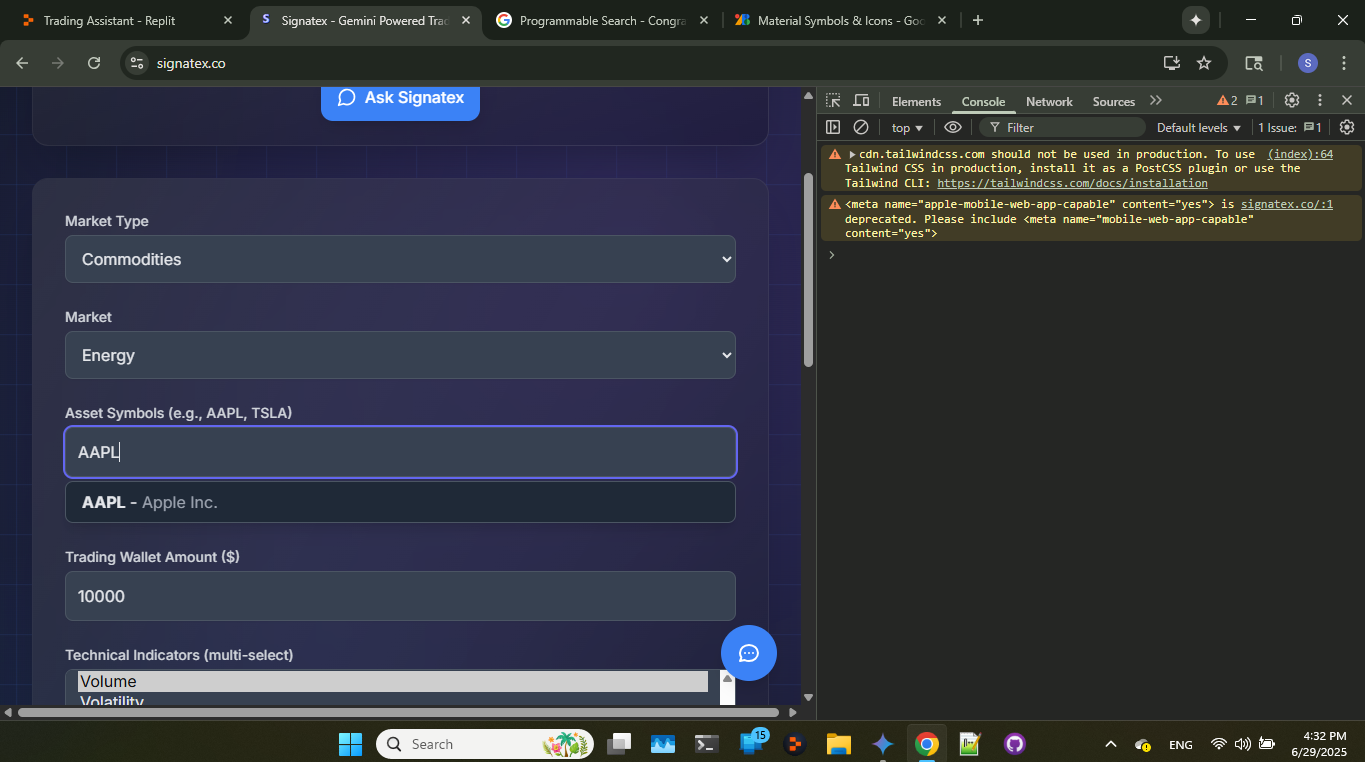 Trading Assistant - Replit
Signatex - Gemini Powered Trad
Programmable Search - Congra
Material Symbols & Icons - Goo
signatex.co
S
Ask Signatex
Market Type
Commodities
Market
Energy
Asset Symbols (e.g., AAPL, TSLA)
AAPL
AAPL - Apple Inc.
Trading Wallet Amount ($)
10000
Technical Indicators (multi-select)
Volume
Volatility
Elements
Console
Network
Sources
2
1
top
Filter
Default levels
1 Issue:
1
cdn.tailwindcss.com should not be used in production. To use (index):64
Tailwind CSS in production, install it as a PostCSS plugin or use the
Tailwind CLI: https://tailwindcss.com/docs/installation
<meta name="apple-mobile-web-app-capable" content="yes"> is signatex.co/:1
deprecated. Please include <meta name="mobile-web-app-capable"
content="yes">
Search
15
ENG
4:32 PM
6/29/2025